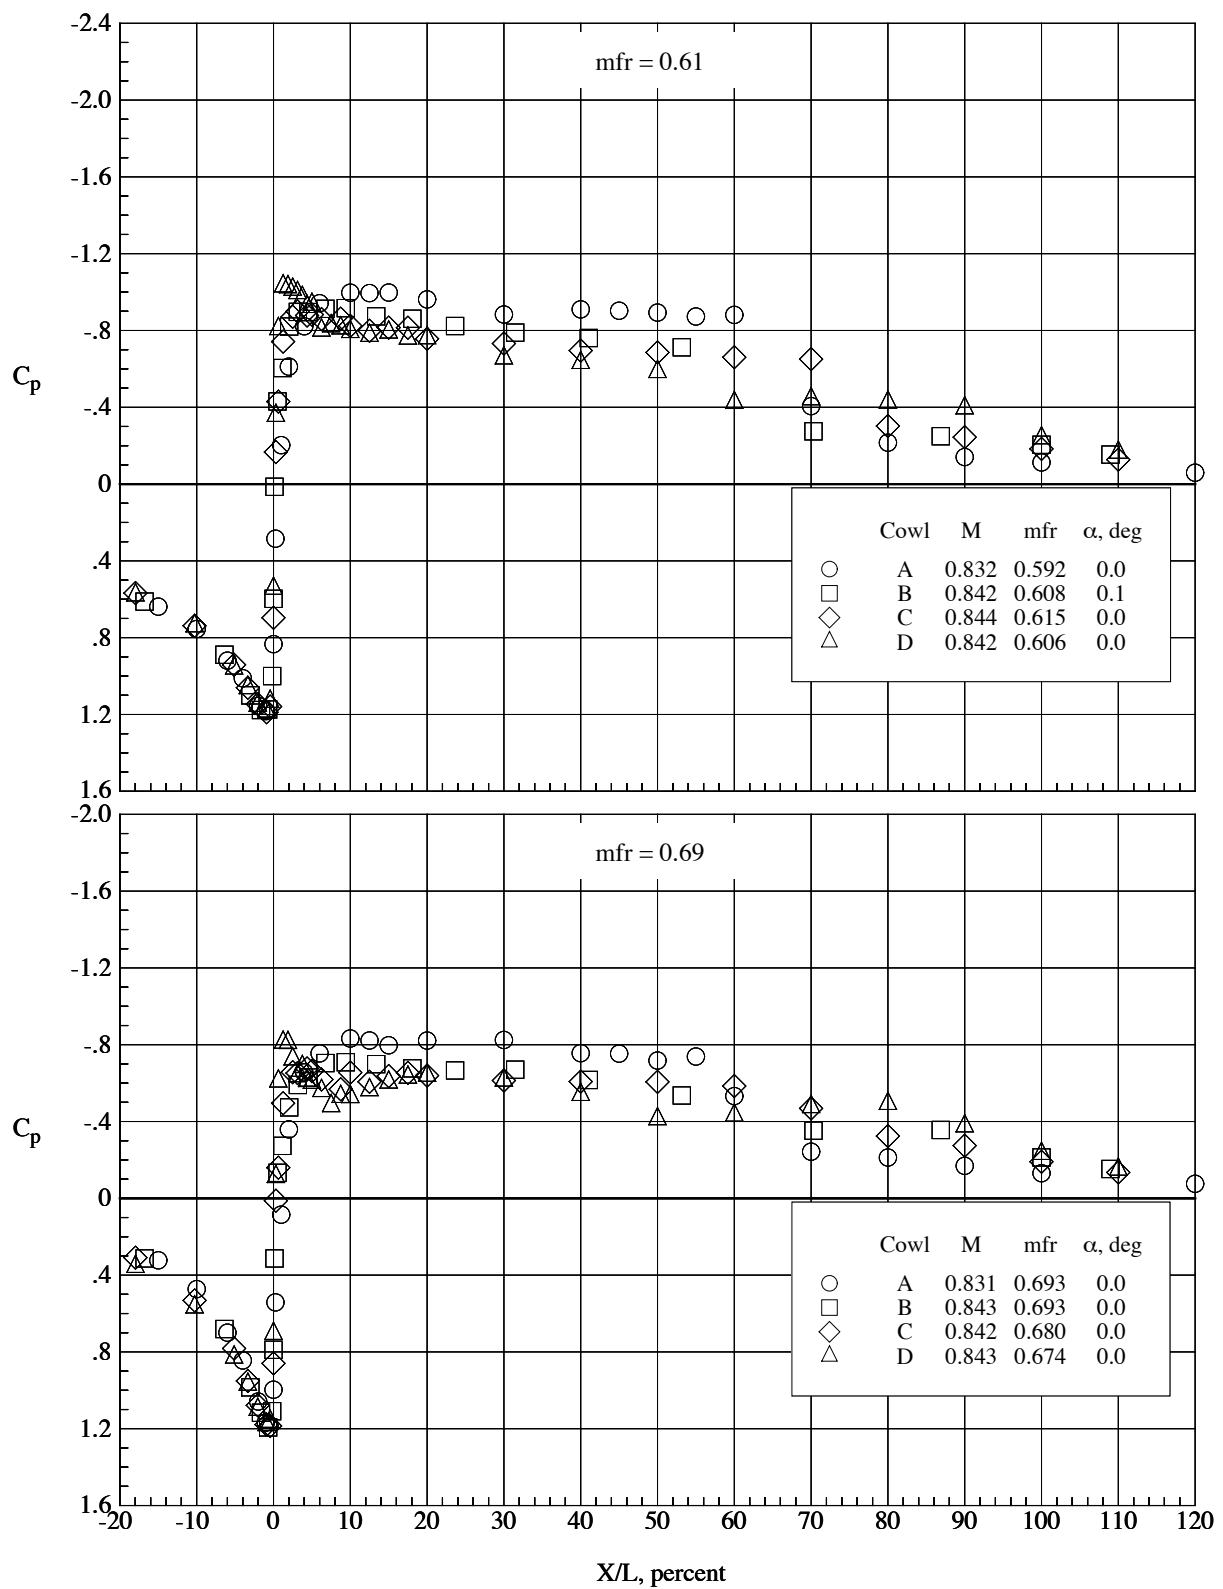 -2.4
mfr = 0.61
-2.0
-1.6
-1.2
-.8
Cp
-.4
0
.4
.8
1.2
1.6
Cowl M mfr α, deg
A 0.832 0.592 0.0
B 0.842 0.608 0.1
C 0.844 0.615 0.0
D 0.842 0.606 0.0
-2.0
mfr = 0.69
-1.6
-1.2
-.8
Cp
-.4
0
.4
.8
1.2
1.6
Cowl M mfr α, deg
A 0.831 0.693 0.0
B 0.843 0.693 0.0
C 0.842 0.680 0.0
D 0.843 0.674 0.0
-20 -10 0 10 20 30 40 50 60 70 80 90 100 110 120
X/L, percent